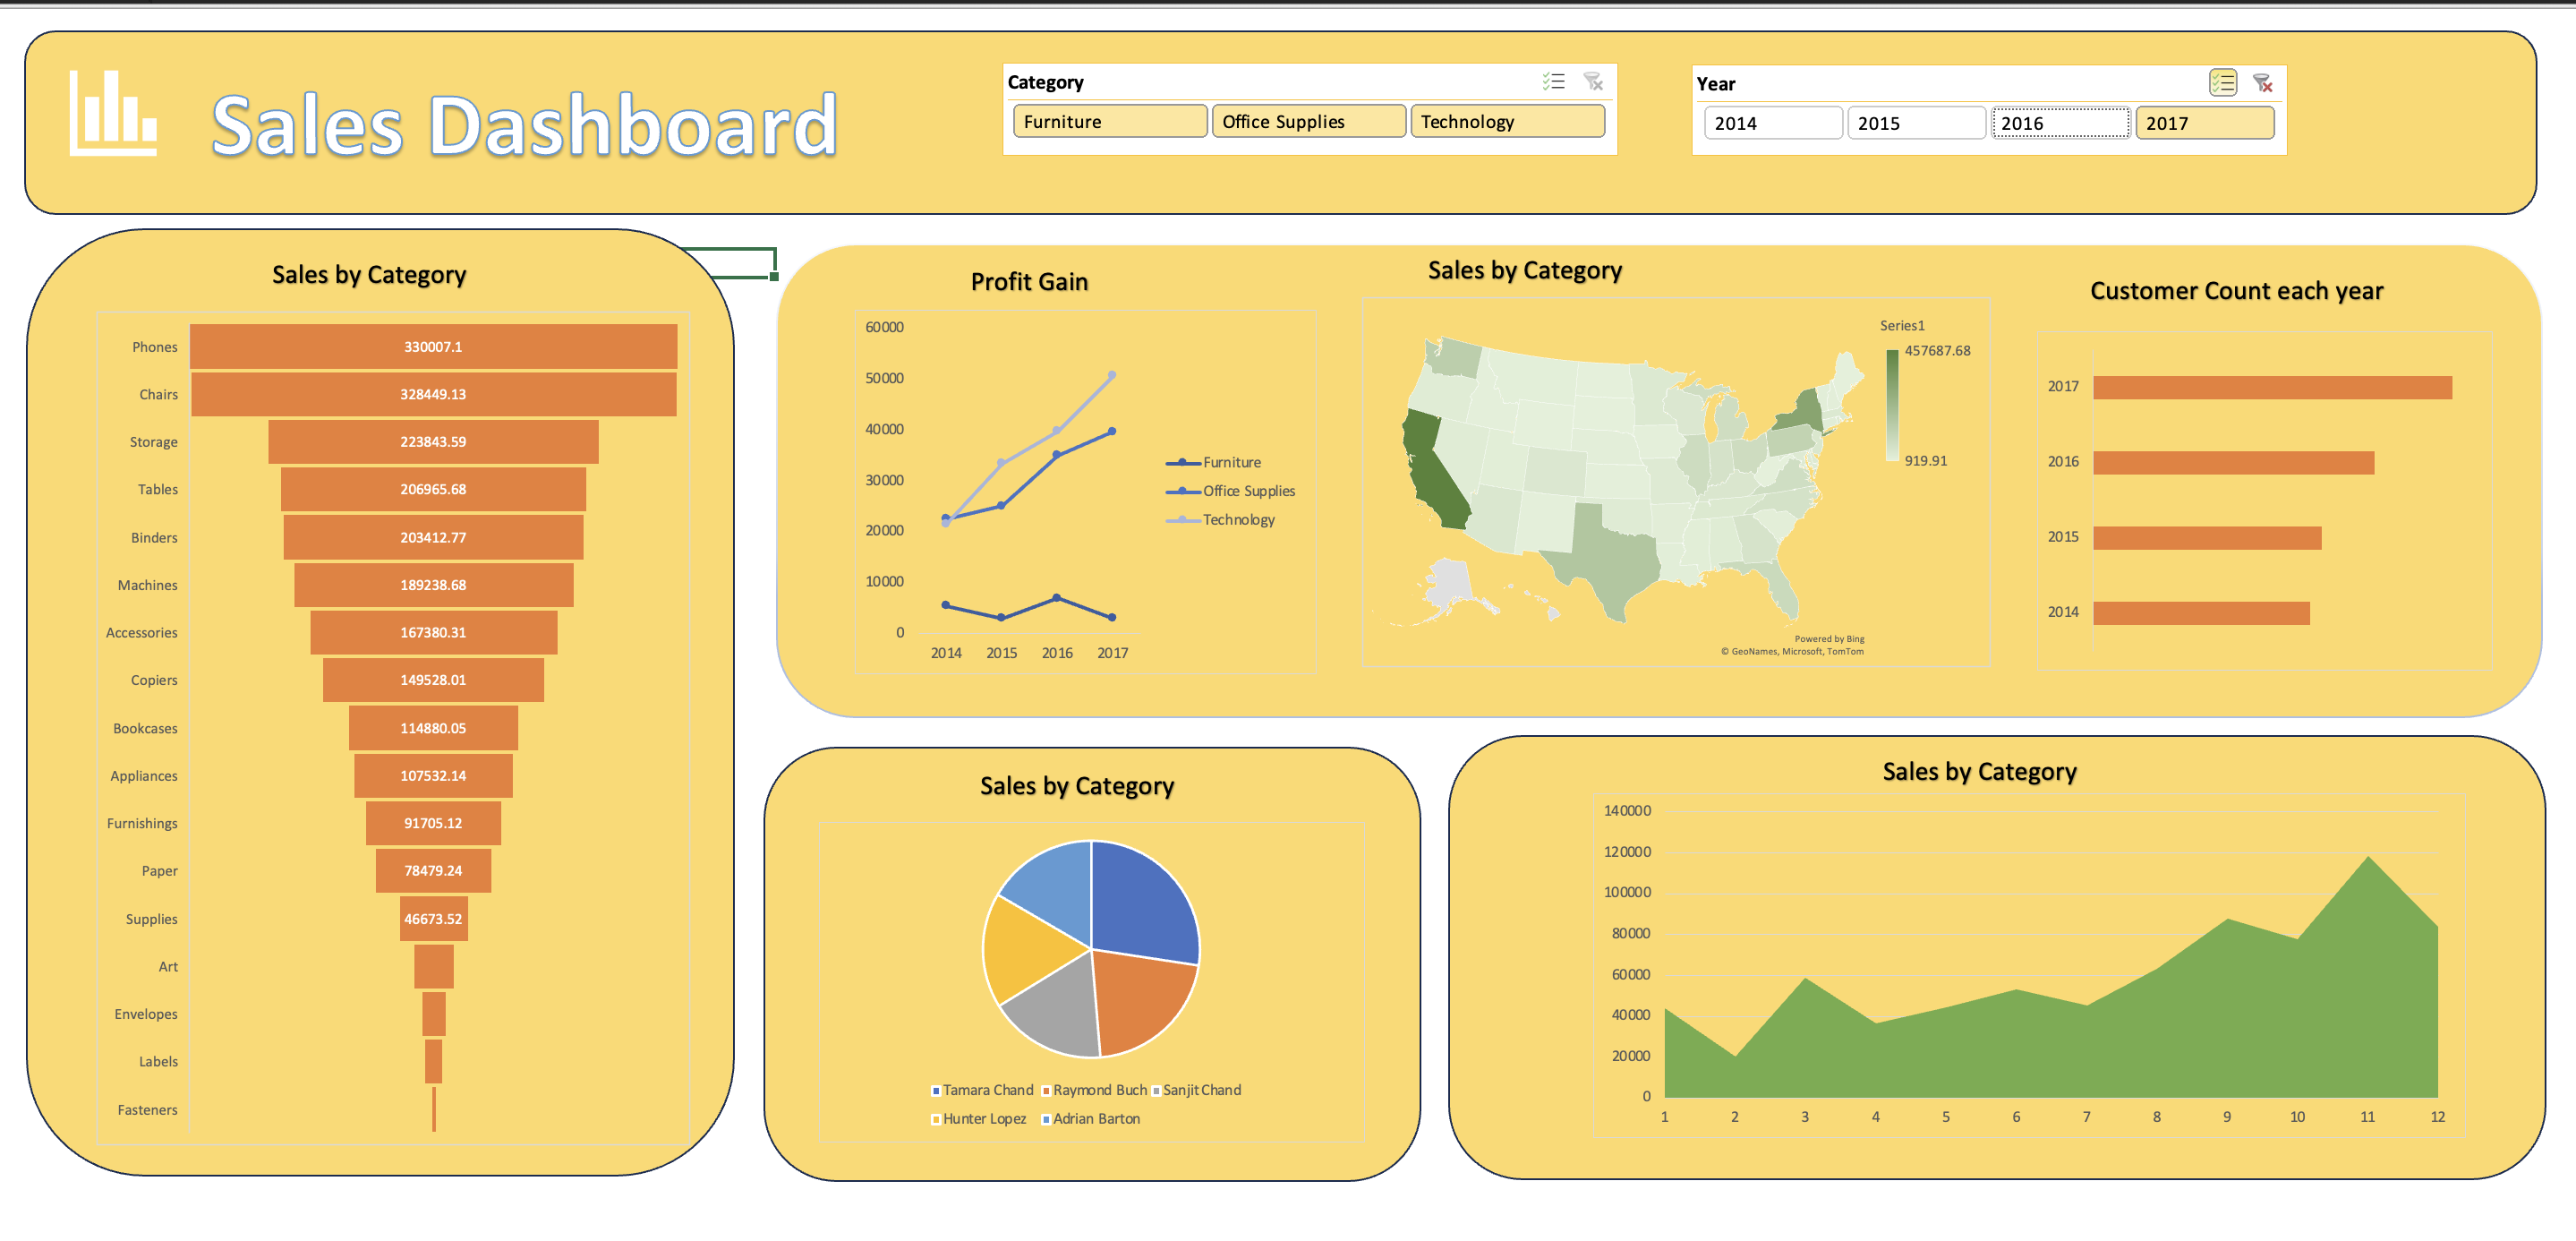 Sales Dashboard
Category
Furniture
Office Supplies
Technology
Year
2014
2015
2016
2017
Sales by Category
Phones 330007.1
Chairs 328449.13
Storage 223843.59
Tables 206965.68
Binders 203412.77
Machines 189238.68
Accessories 167380.31
Copiers 149528.01
Bookcases 114880.05
Appliances 107532.14
Furnishings 91705.12
Paper 78479.24
Supplies 46673.52
Art
Envelopes
Labels
Fasteners
Profit Gain
60000
50000
40000
30000
20000
10000
0
2014 2015 2016 2017
Furniture
Office Supplies
Technology
Sales by Category
Series1
457687.68
919.91
Powered by Bing
© GeoNames, Microsoft, TomTom
Customer Count each year
2017
2016
2015
2014
Sales by Category
Tamara Chand Raymond Buch Sanjit Chand
Hunter Lopez Adrian Barton
Sales by Category
140000
120000
100000
80000
60000
40000
20000
0
1 2 3 4 5 6 7 8 9 10 11 12